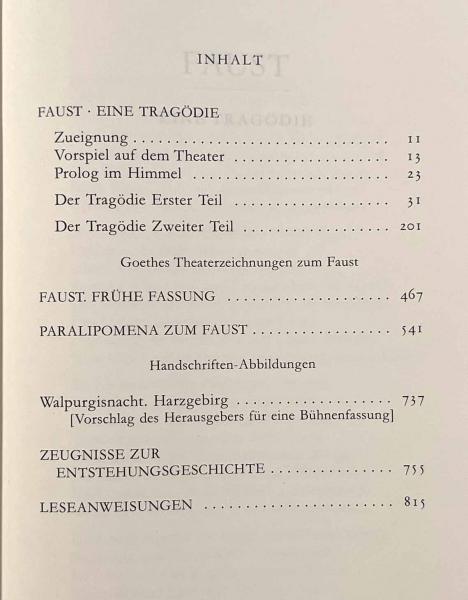 INHALT
FAUST · EINE TRAGÖDIE
Zueignung . . . . . . . . . . . . . . . . . . . . . . . . . . . . . . . 11
Vorspiel auf dem Theater . . . . . . . . . . . . . . . . . . . 13
Prolog im Himmel . . . . . . . . . . . . . . . . . . . . . . . . 23
Der Tragödie Erster Teil . . . . . . . . . . . . . . . . . . . 31
Der Tragödie Zweiter Teil . . . . . . . . . . . . . . . . . . 201
Goethes Theaterzeichnungen zum Faust
FAUST. FRÜHE FASSUNG . . . . . . . . . . . . . . . . . . . . 467
PARALIPOMENA ZUM FAUST . . . . . . . . . . . . . . . . . 541
Handschriften-Abbildungen
Walpurgisnacht. Harzgebirg . . . . . . . . . . . . . . . . . . . 737
[Vorschlag des Herausgebers für eine Bühnenfassung]
ZEUGNISSE ZUR
ENTSTEHUNGSGESCHICHTE . . . . . . . . . . . . . . . 755
LESEANWEISUNGEN . . . . . . . . . . . . . . . . . . . . . . . 815